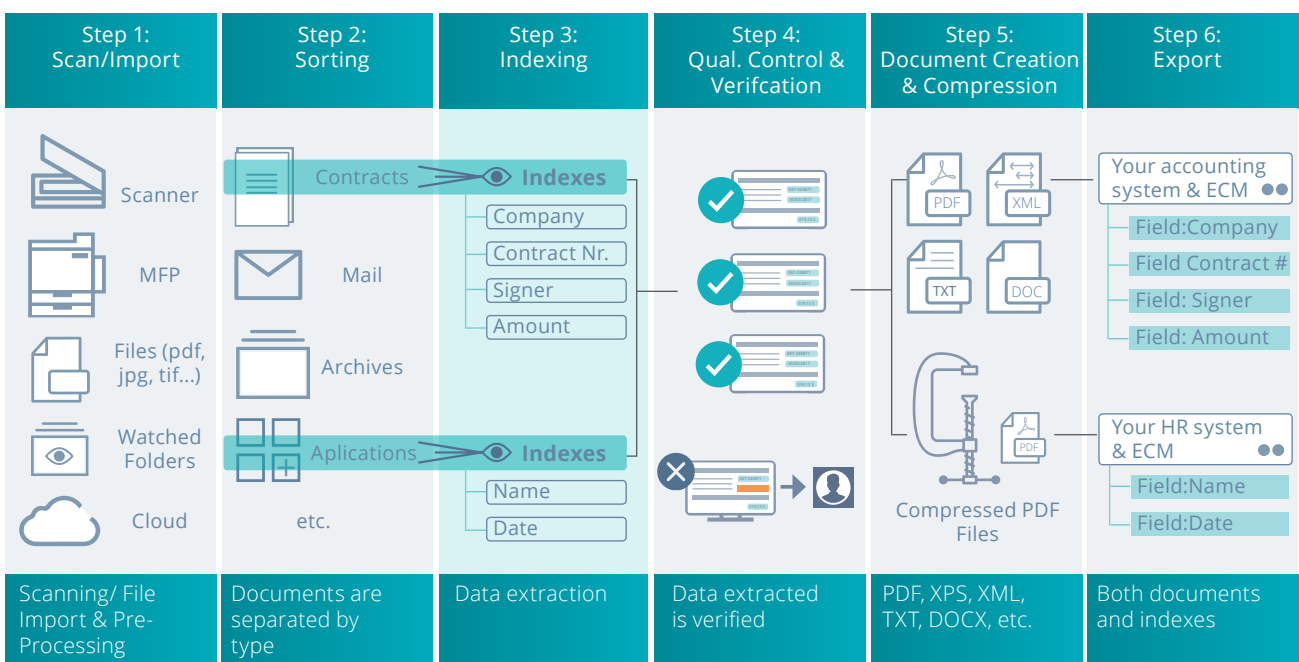 Step 1:
Scan/Import
Scanner
MFP
Files (pdf,
jpg, tif...)
Watched
Folders
Cloud
Scanning/ File
Import & Pre-
Processing
Step 2:
Sorting
Contracts
Mail
Archives
Aplications
etc.
Documents are
separated by
type
Step 3:
Indexing
Indexes
Company
Contract Nr.
Signer
Amount
Indexes
Name
Date
Data extraction
Step 4:
Qual. Control &
Verifcation
Data extracted
is verified
Step 5:
Document Creation
& Compression
PDF
XML
TXT
DOC
PDF
Compressed PDF
Files
PDF, XPS, XML,
TXT, DOCX, etc.
Step 6:
Export
Your accounting
system & ECM
Field:Company
Field Contract #
Field: Signer
Field: Amount
Your HR system
& ECM
Field:Name
Field:Date
Both documents
and indexes